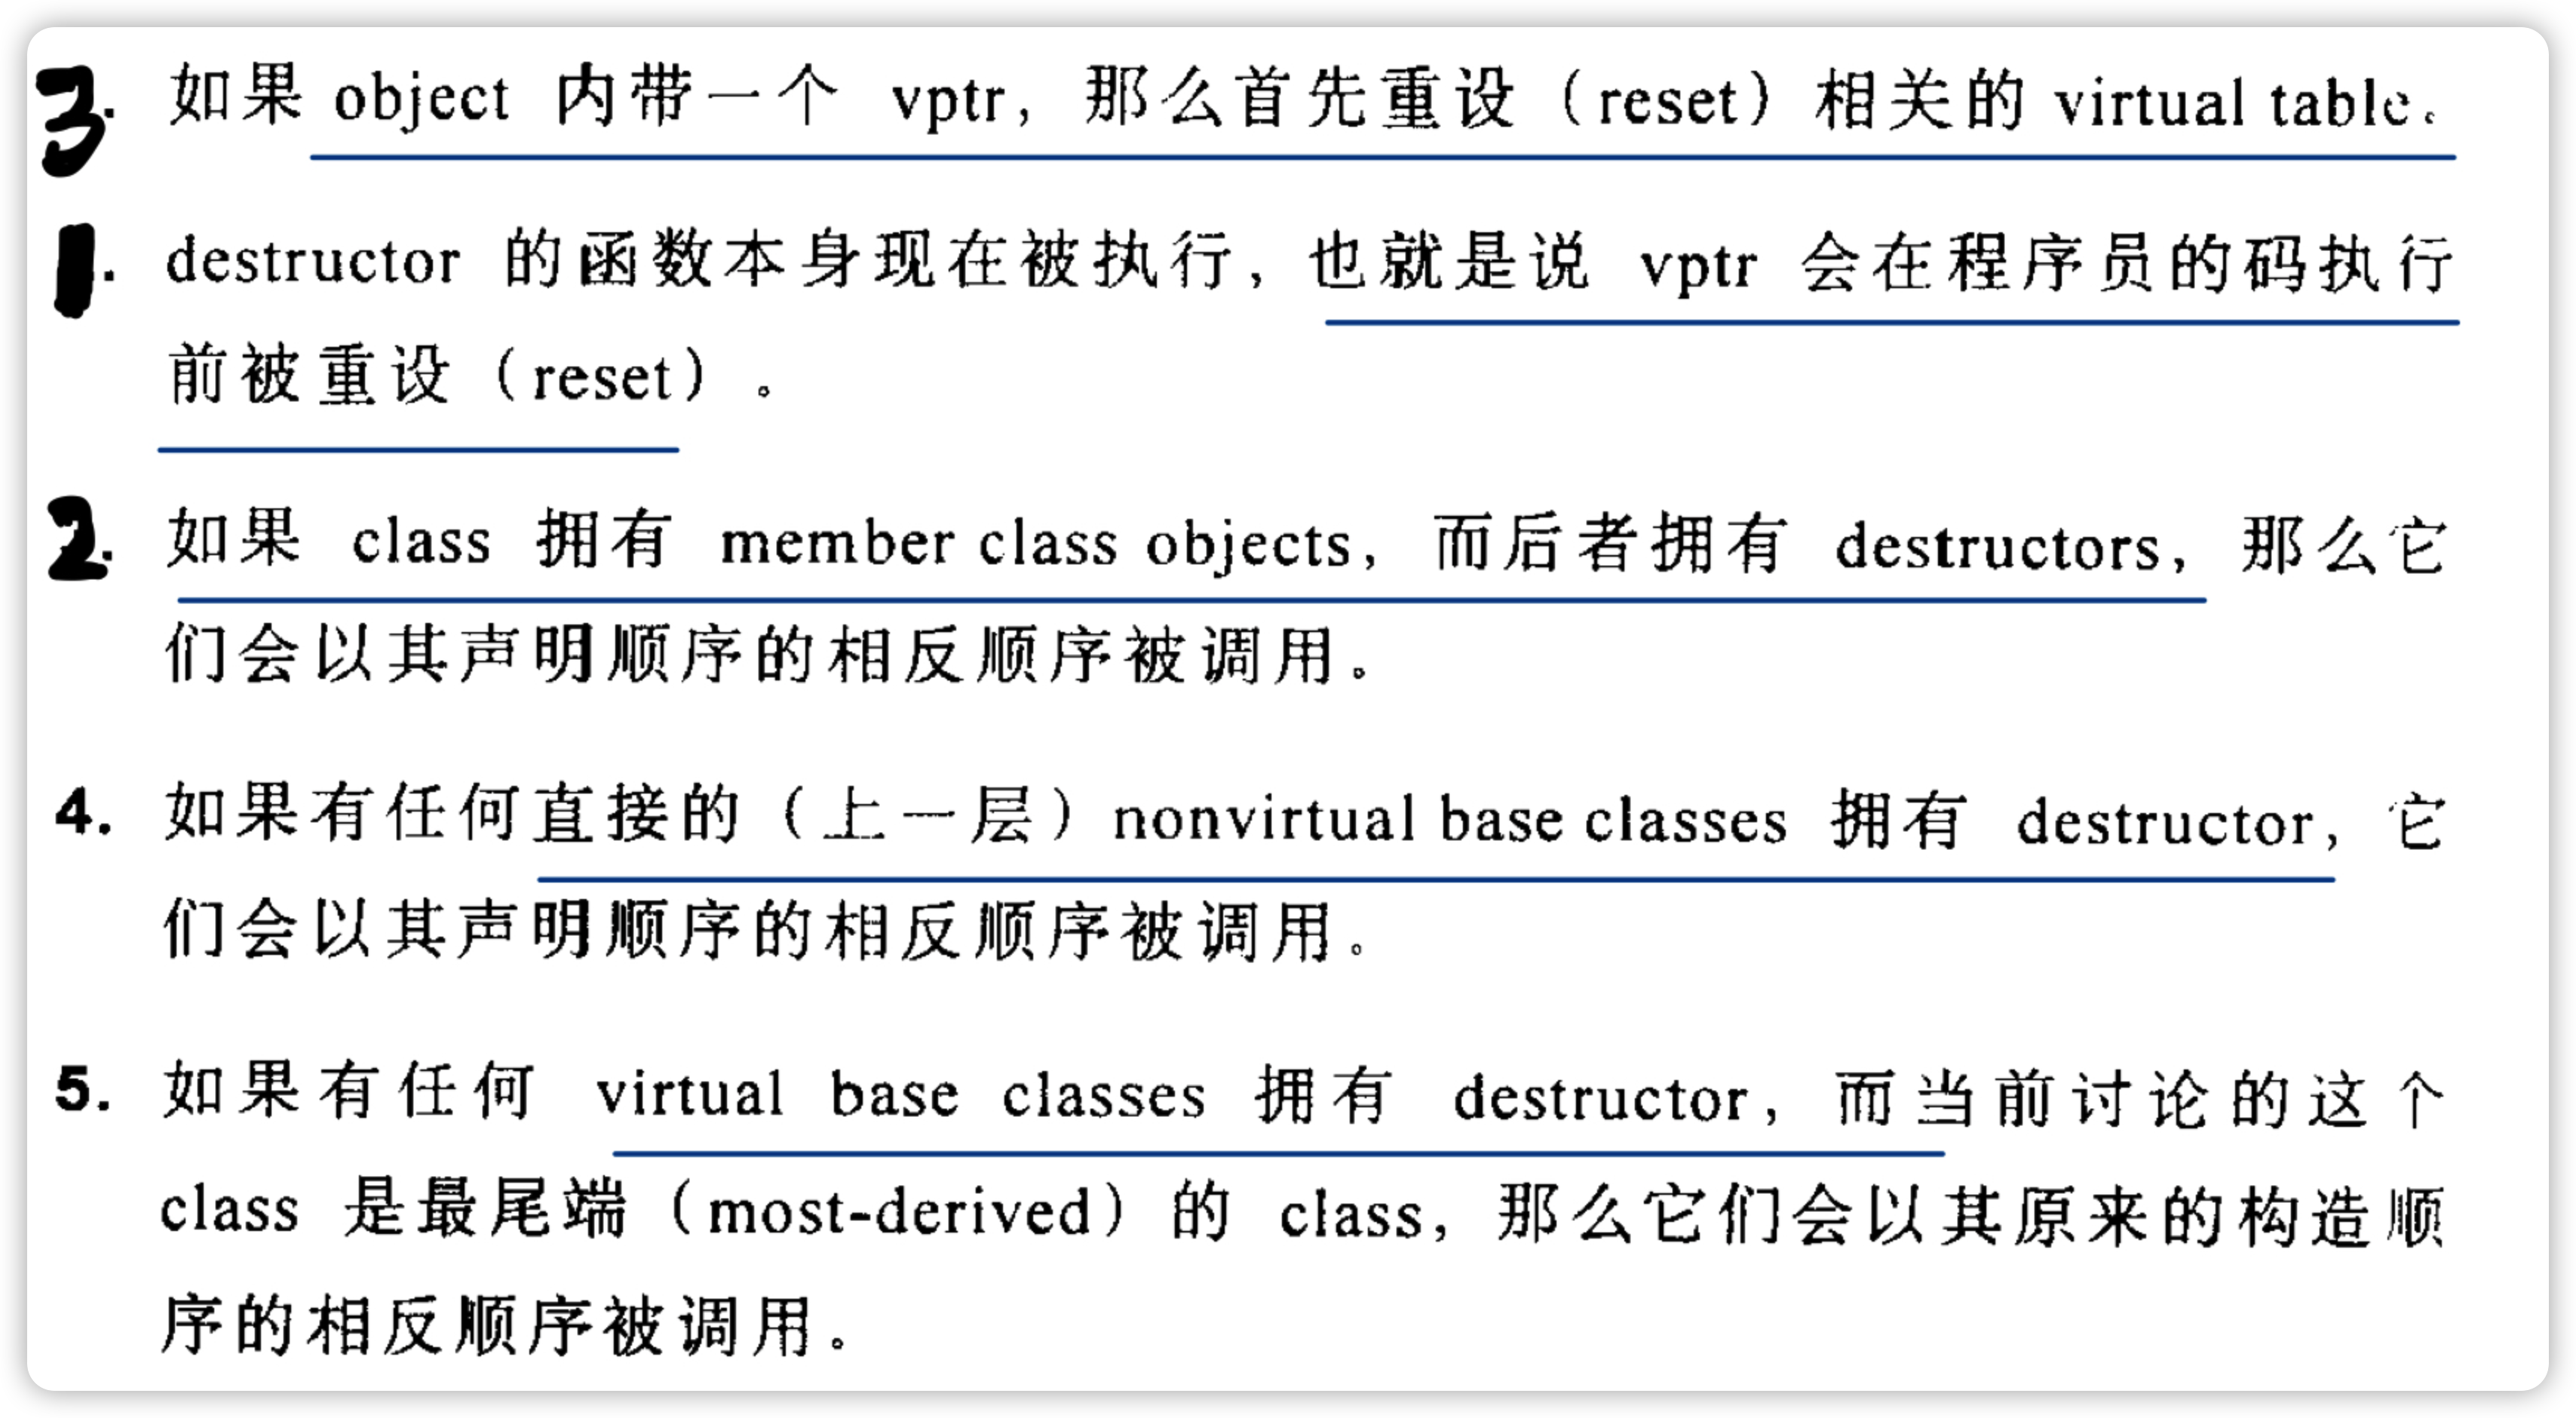 3. 如果 object 内带一个 vptr，那么首先重设（reset）相关的 virtual table。
1. destructor 的函数本身现在被执行，也就是说 vptr 会在程序员的码执行
前被重设（reset）。
2. 如果 class 拥有 member class objects，而后者拥有 destructors，那么它
们会以其声明顺序的相反顺序被调用。
4. 如果有任何直接的（上一层）nonvirtual base classes 拥有 destructor，它
们会以其声明顺序的相反顺序被调用。
5. 如果有任何 virtual base classes 拥有 destructor，而当前讨论的这个
class 是最尾端（most-derived）的 class，那么它们会以其原来的构造顺
序的相反顺序被调用。